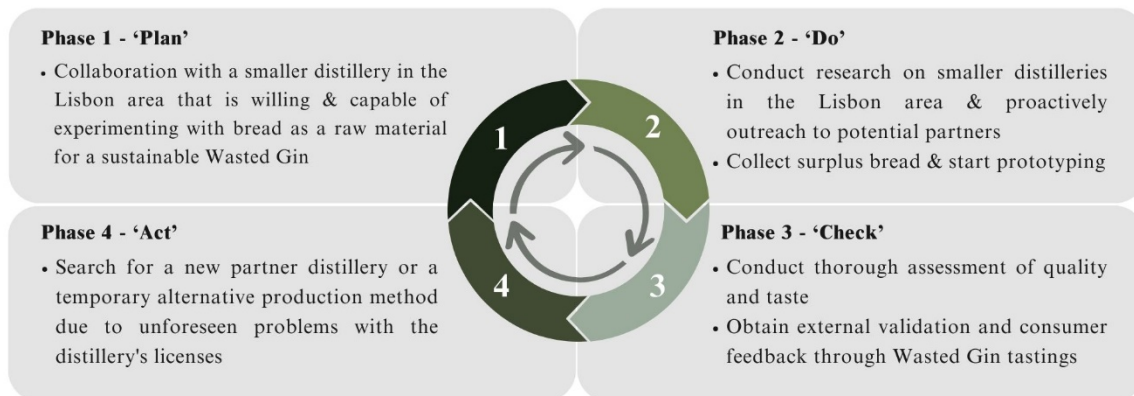 Phase 1 - ‘Plan’
• Collaboration with a smaller distillery in the
Lisbon area that is willing & capable of
experimenting with bread as a raw material
for a sustainable Wasted Gin
Phase 2 - ‘Do’
• Conduct research on smaller distilleries
in the Lisbon area & proactively
outreach to potential partners
• Collect surplus bread & start prototyping
1
2
3
4
Phase 3 - ‘Check’
• Conduct thorough assessment of quality
and taste
• Obtain external validation and consumer
feedback through Wasted Gin tastings
Phase 4 - ‘Act’
• Search for a new partner distillery or a
temporary alternative production method
due to unforeseen problems with the
distillery's licenses